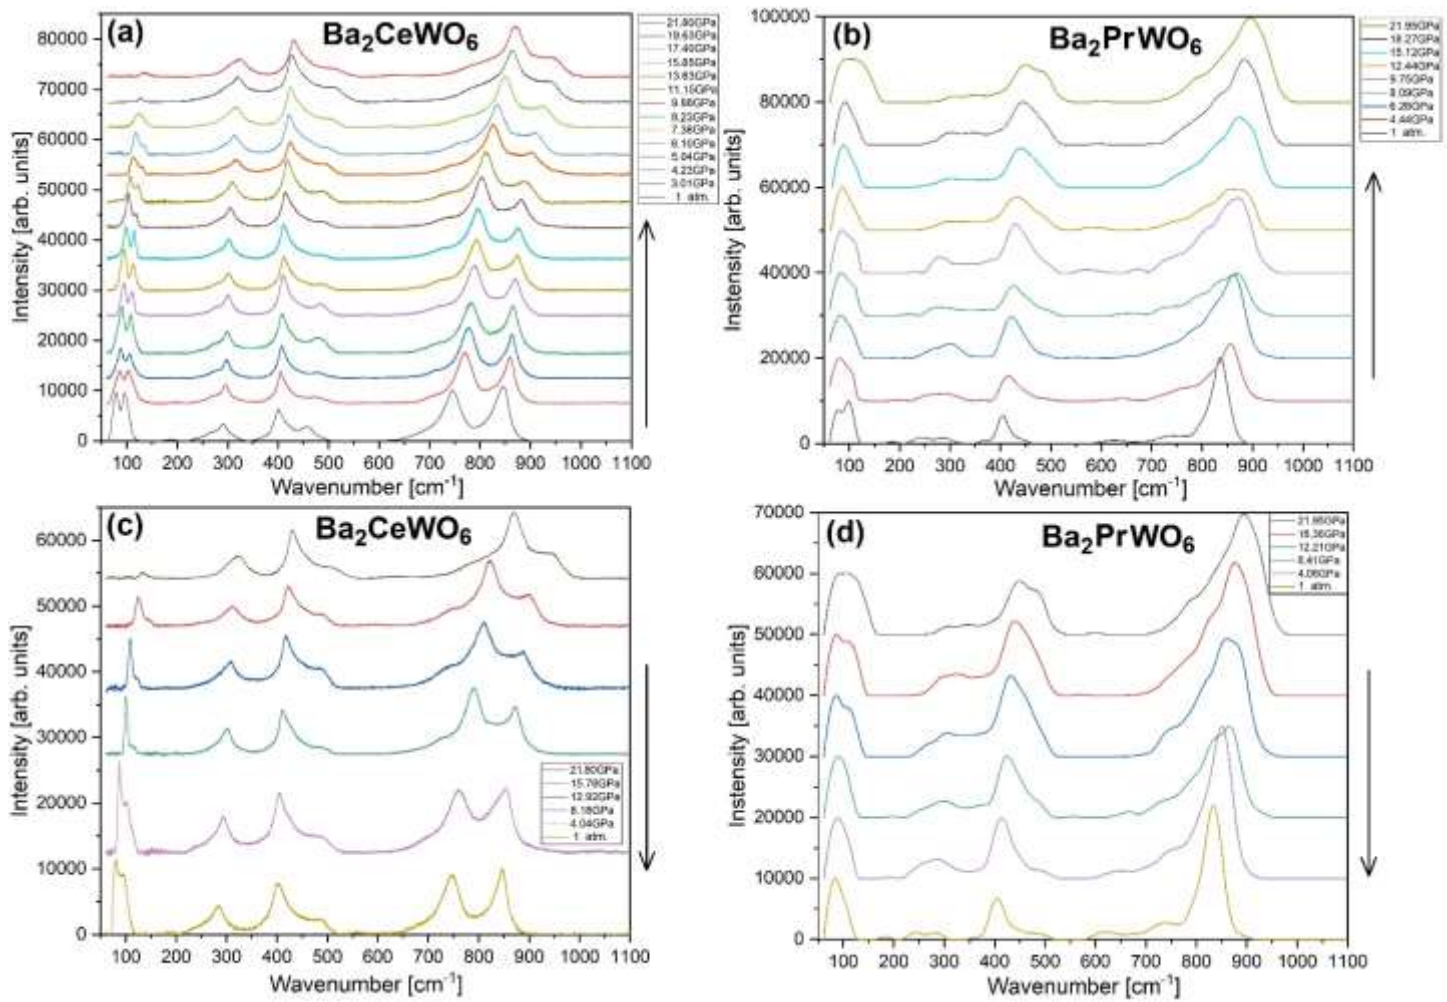 (a)
Ba2CeWO6
Intensity [arb. units]
80000
70000
60000
50000
40000
30000
20000
10000
0
100 200 300 400 500 600 700 800 900 1000 1100
Wavenumber [cm-1]
21.80GPa
19.63GPa
17.40GPa
15.85GPa
13.63GPa
11.15GPa
9.66GPa
8.23GPa
7.38GPa
6.10GPa
5.04GPa
4.23GPa
3.01GPa
1 atm.
(b)
Ba2PrWO6
Instensity [arb. units]
100000
80000
60000
40000
20000
0
100 200 300 400 500 600 700 800 900 1000 1100
Wavenumber [cm-1]
21.95GPa
18.27GPa
15.12GPa
12.44GPa
9.75GPa
8.09GPa
6.28GPa
4.44GPa
1 atm.
(c)
Ba2CeWO6
Intensity [arb. units]
60000
50000
40000
30000
20000
10000
0
100 200 300 400 500 600 700 800 900 1000 1100
Wavenumber [cm-1]
21.80GPa
15.78GPa
12.92GPa
8.18GPa
4.04GPa
1 atm.
(d)
Ba2PrWO6
Instensity [arb. units]
70000
60000
50000
40000
30000
20000
10000
0
100 200 300 400 500 600 700 800 900 1000 1100
Wavenumber [cm-1]
21.95GPa
12.21GPa
8.41GPa
4.06GPa
1 atm.